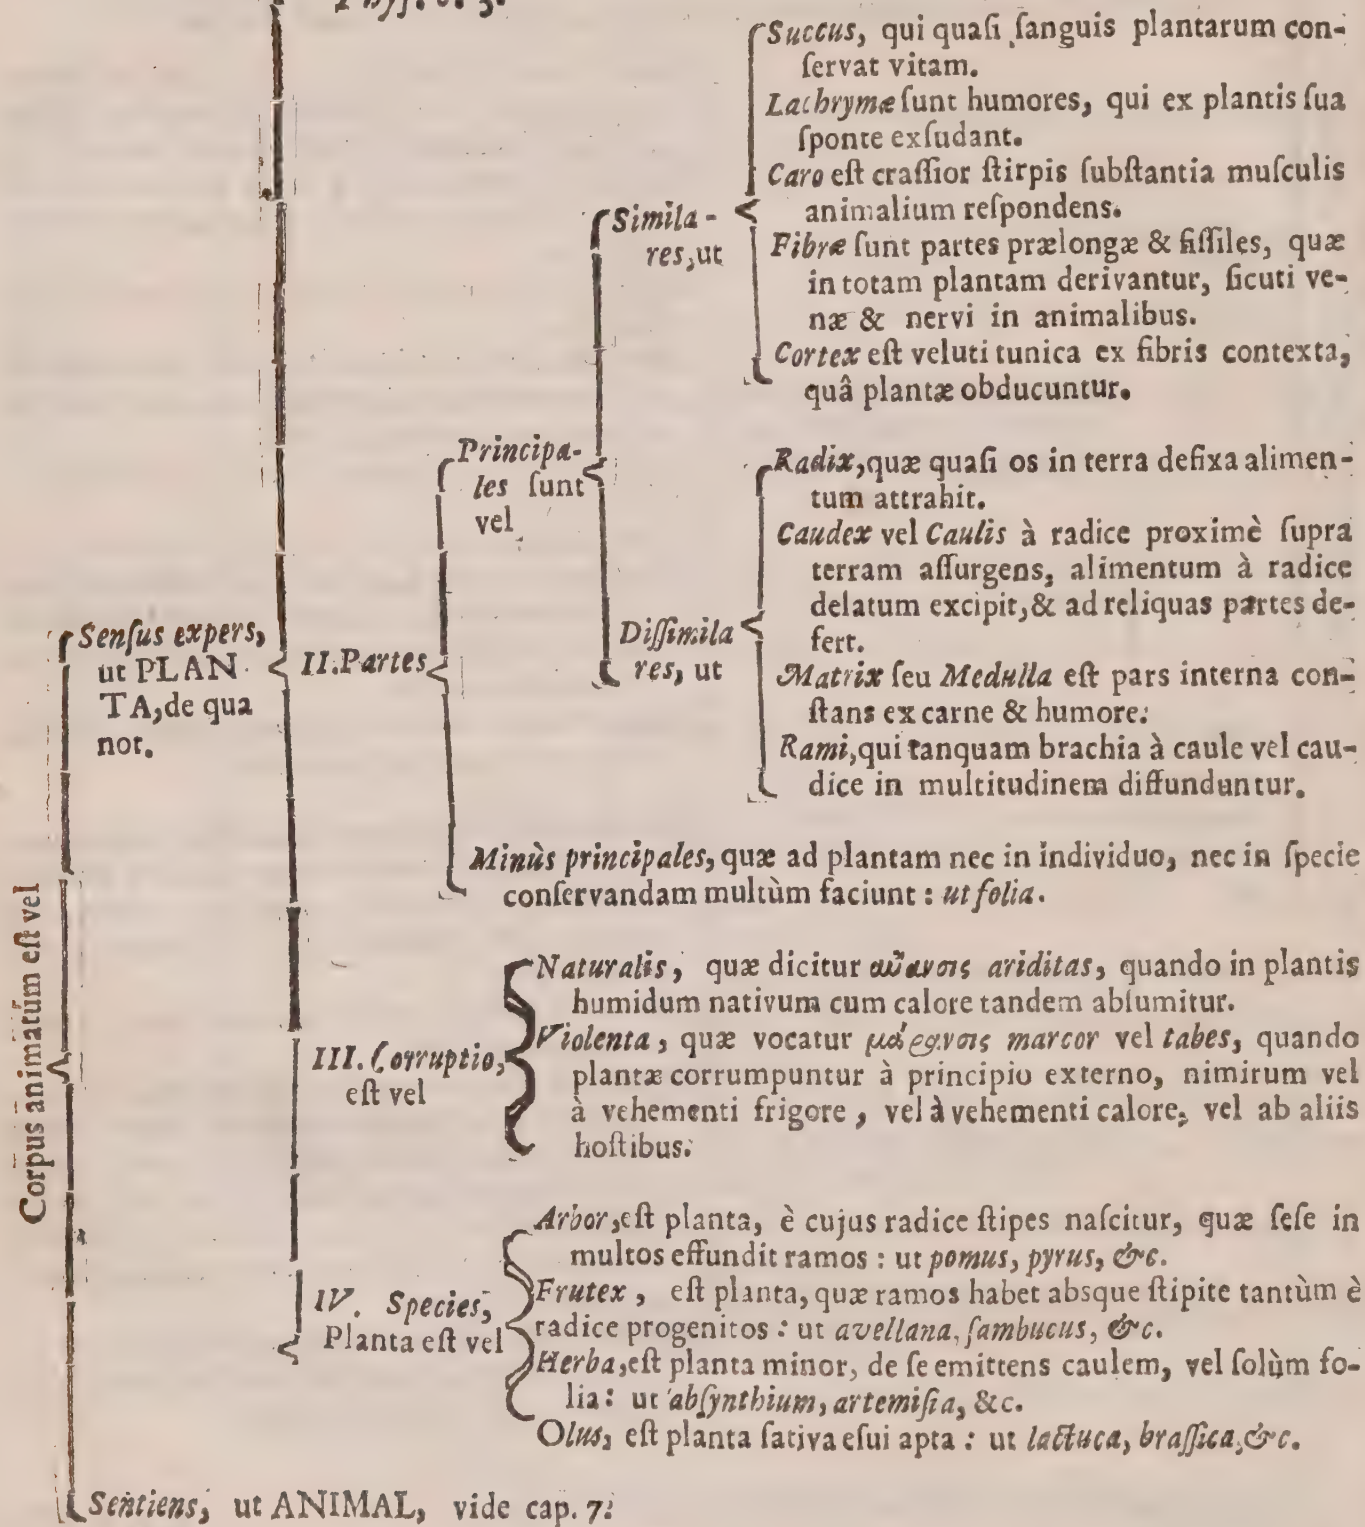 Succus, qui quaſi ſanguis plantarum con-
ſervat vitam.
Lachrymæ ſunt humores, qui ex plantis ſua
ſponte exſudant.
Caro eſt craſſior ſtirpis ſubſtantia muſculis
animalium reſpondens.
Fibræ ſunt partes prælongæ & fiſſiles, quæ
in totam plantam derivantur, ſicuti ve-
næ & nervi in animalibus.
Cortex eſt veluti tunica ex fibris contexta,
quâ plantæ obducuntur.
Simila-
res, ut
Principa-
les ſunt
vel
Radix, quæ quaſi os in terra defixa alimen-
tum attrahit.
Caudex vel Caulis à radice proximè ſupra
terram aſſurgens, alimentum à radice
delatum excipit, & ad reliquas partes de-
fert.
Matrix ſeu Medulla eſt pars interna con-
ſtans ex carne & humore.
Rami, qui tanquam brachia à caule vel cau-
dice in multitudinem diffunduntur.
Diſſimila
res, ut
Senſus expers,
ut PLAN
TA, de qua
not.
II. Partes
Minùs principales, quæ ad plantam nec in individuo, nec in ſpecie
conſervandam multùm faciunt : ut folia.
Corpus animatum eſt vel
Naturalis, quæ dicitur αὔανσις ariditas, quando in plantis
humidum nativum cum calore tandem abſumitur.
Violenta, quæ vocatur μάρανσις marcor vel tabes, quando
plantæ corrumpuntur à principio externo, nimirum vel
à vehementi frigore, vel à vehementi calore, vel ab aliis
hoſtibus.
III. Corruptio,
eſt vel
Arbor, eſt planta, è cujus radice ſtipes naſcitur, quæ ſeſe in
multos effundit ramos : ut pomus, pyrus, &c.
Frutex, eſt planta, quæ ramos habet absque ſtipite tantùm è
radice progenitos : ut avellana, ſambucus, &c.
Herba, eſt planta minor, de ſe emittens caulem, vel ſolùm fo-
lia : ut abſynthium, artemiſia, &c.
Olus, eſt planta ſativa eſui apta : ut lactuca, braſſica, &c.
IV. Species,
Planta eſt vel
Sentiens, ut ANIMAL, vide cap. 7.